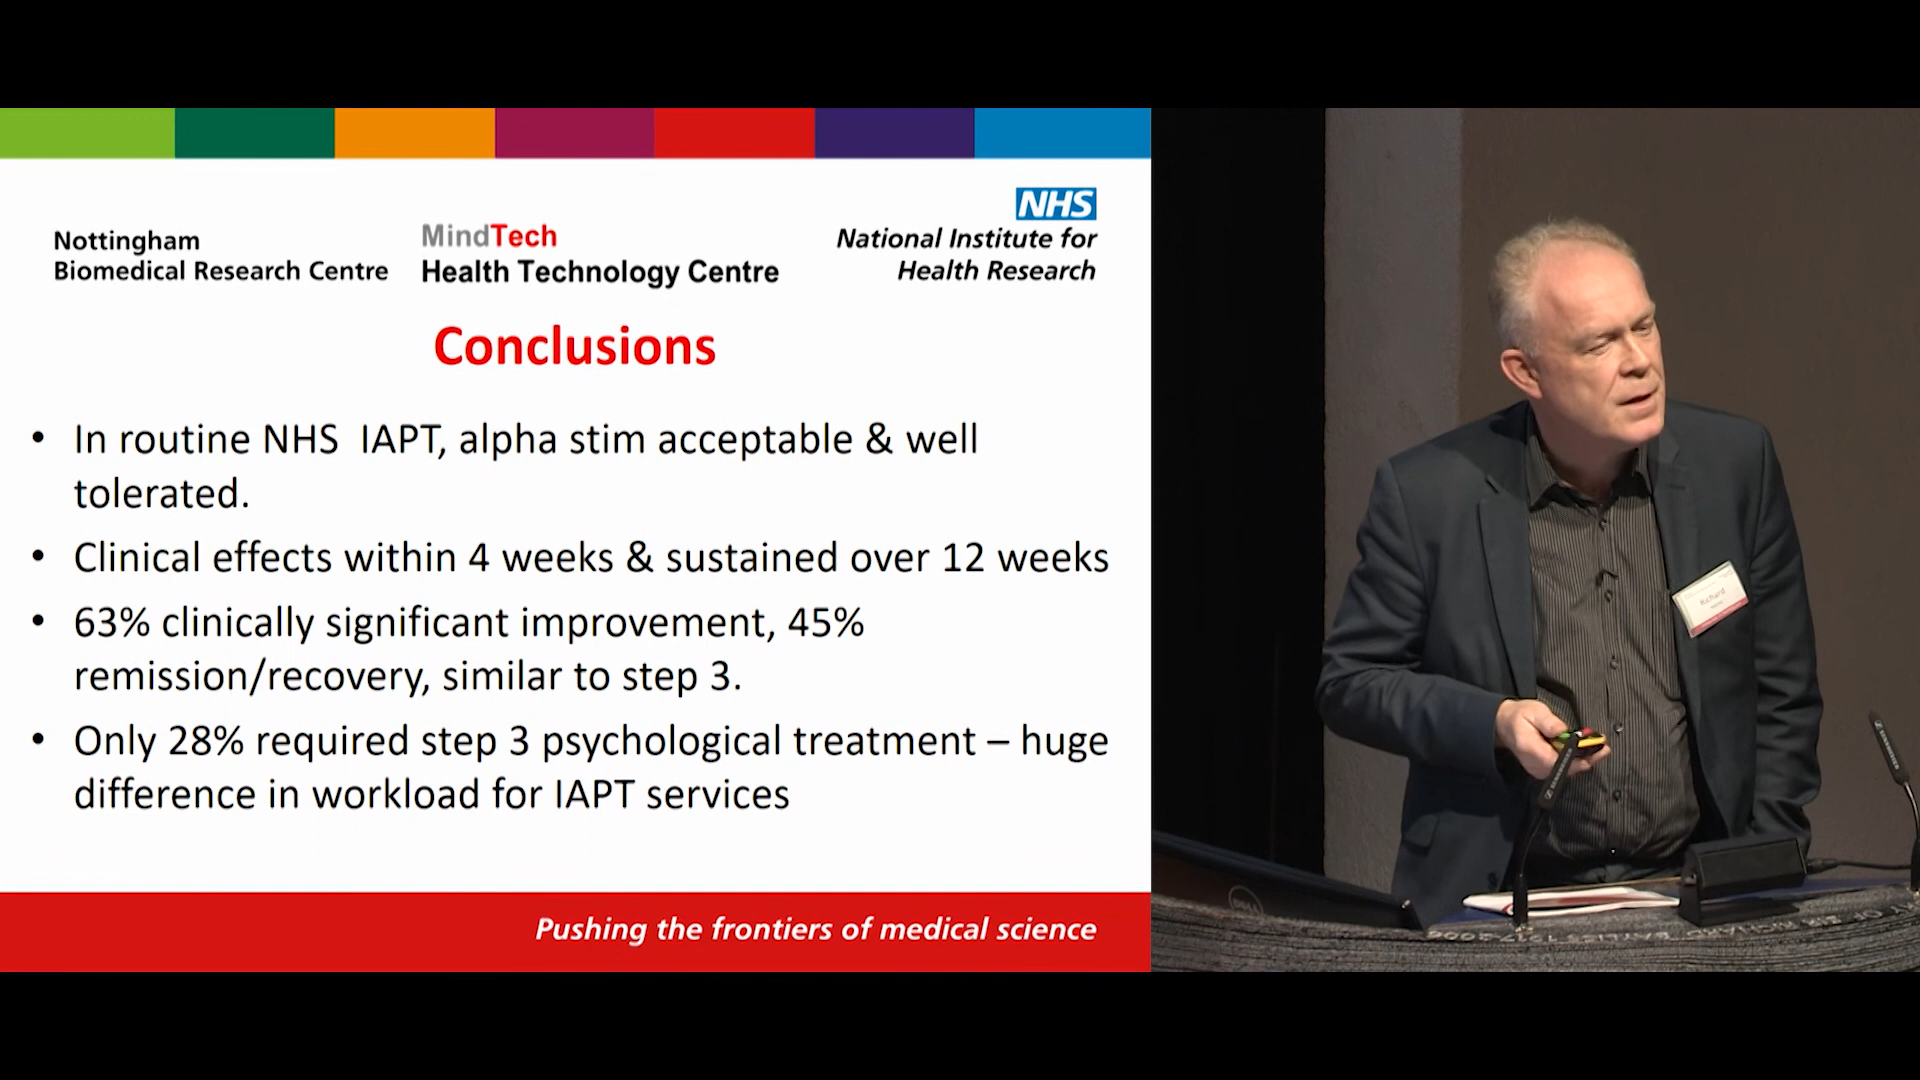 Nottingham
Biomedical Research Centre
MindTech
Health Technology Centre
NHS
National Institute for
Health Research
Conclusions
• In routine NHS  IAPT, alpha stim acceptable & well
tolerated.
• Clinical effects within 4 weeks & sustained over 12 weeks
• 63% clinically significant improvement, 45%
remission/recovery, similar to step 3.
• Only 28% required step 3 psychological treatment – huge
difference in workload for IAPT services
Pushing the frontiers of medical science
Richard
DELL